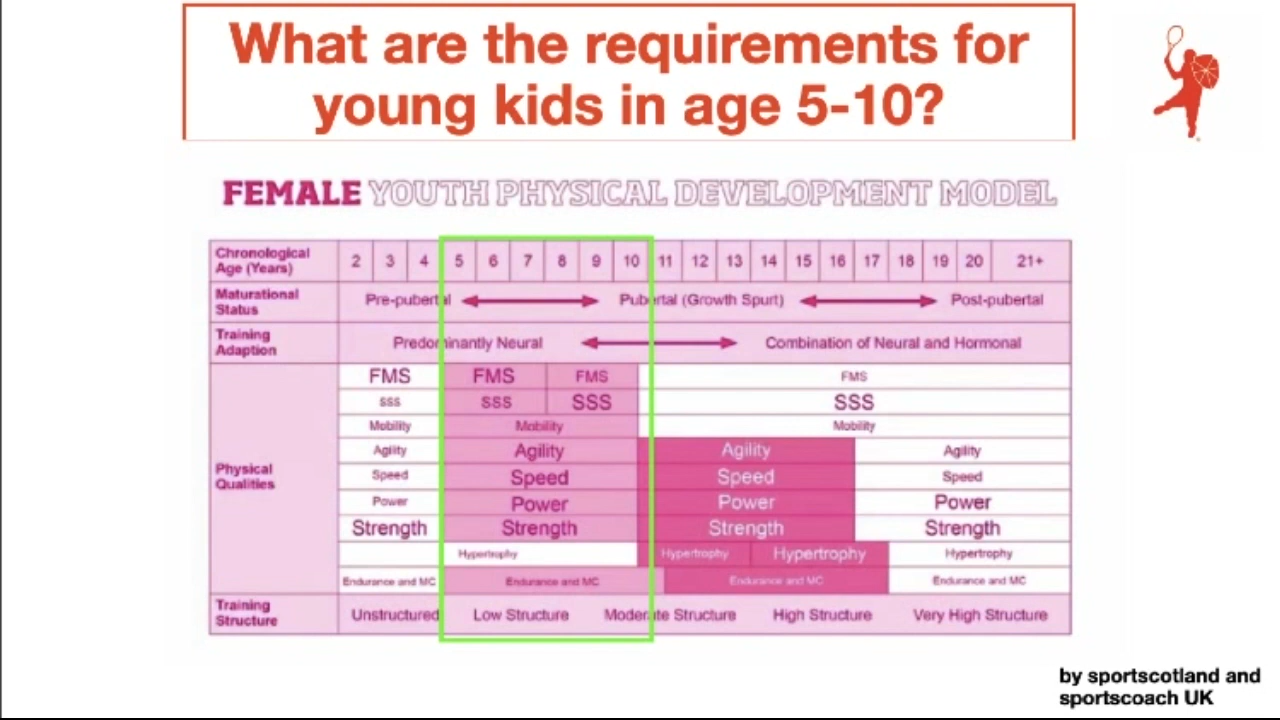 What are the requirements for
young kids in age 5-10?
FEMALE YOUTH PHYSICAL DEVELOPMENT MODEL
Chronological
Age (Years)
2 3 4 5 6 7 8 9 10 11 12 13 14 15 16 17 18 19 20 21+
Maturational
Status
Pre-pubertal Pubertal (Growth Spurt) Post-pubertal
Training
Adaption
Predominantly Neural Combination of Neural and Hormonal
Physical
Qualities
FMS FMS FMS FMS
SSS SSS SSS SSS
Mobility Mobility Mobility
Agility Agility Agility Agility
Speed Speed Speed Speed
Power Power Power Power
Strength Strength Strength Strength
Hypertrophy Hypertrophy Hypertrophy Hypertrophy
Endurance and MC Endurance and MC Endurance and MC Endurance and MC
Training
Structure
Unstructured Low Structure Moderate Structure High Structure Very High Structure
by sportscotland and
sportscoach UK